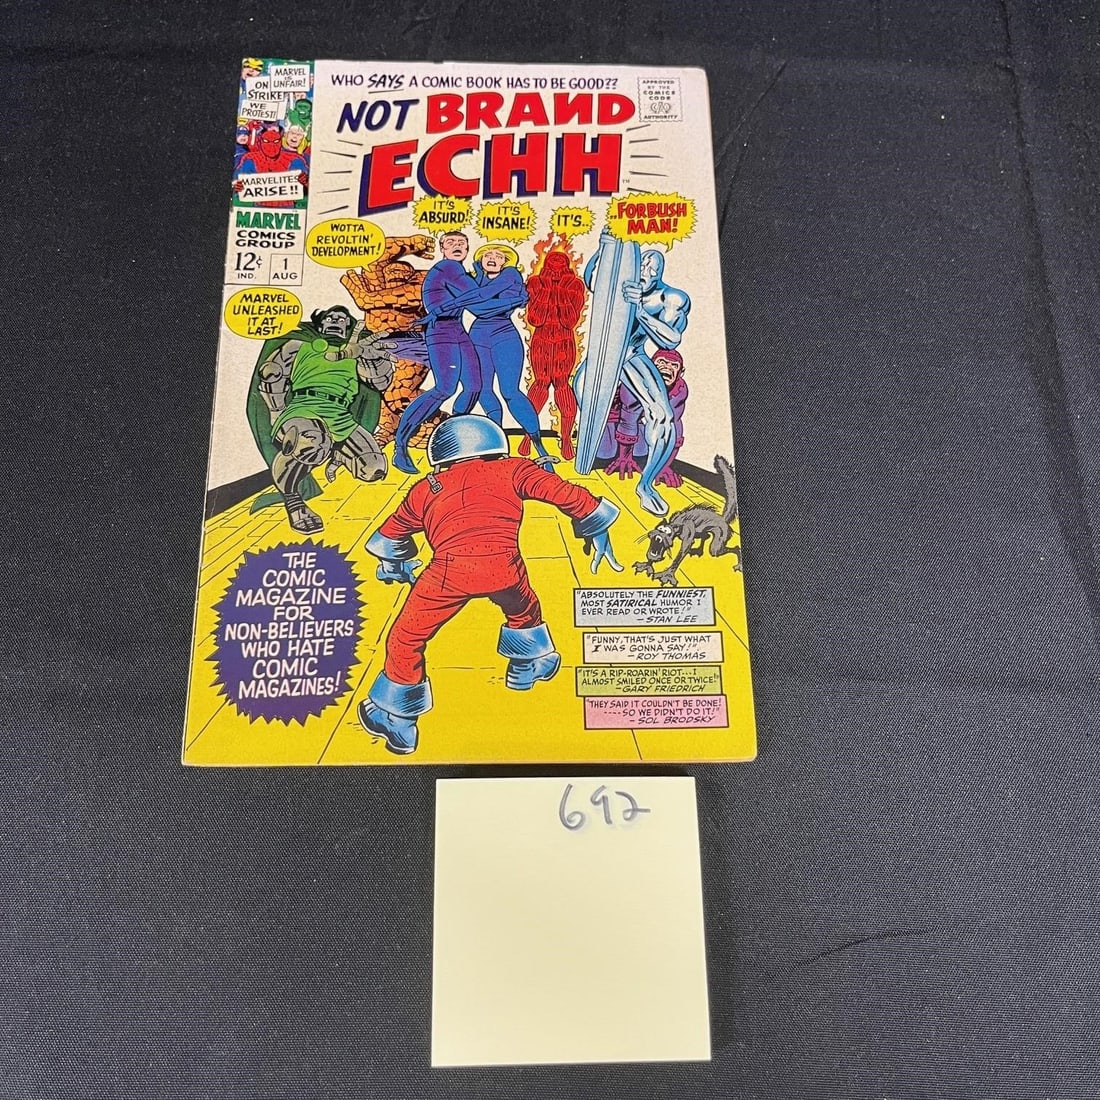 MARVEL
IS
UNFAIR!
ON
STRIKE!
WE
PROTEST!
MARVELITES
ARISE!!
WHO SAYS A COMIC BOOK HAS TO BE GOOD??
APPROVED
BY THE
COMICS
CODE
AUTHORITY
NOT BRAND
ECHH
TM
MARVEL
COMICS
GROUP
12¢
IND.
1
AUG
WOTTA
REVOLTIN'
DEVELOPMENT!
IT'S
ABSURD!
IT'S
INSANE!
IT'S..
..FORBUSH
MAN!
MARVEL
UNLEASHED
IT AT
LAST!
THE
COMIC
MAGAZINE
FOR
NON-BELIEVERS
WHO HATE
COMIC
MAGAZINES!
"ABSOLUTELY THE FUNNIEST,
MOST SATIRICAL HUMOR I
EVER READ OR WROTE!"
—STAN LEE
"FUNNY, THAT'S JUST WHAT
I WAS GONNA SAY!"
—ROY THOMAS
"IT'S A RIP-ROARIN' RIOT...I
ALMOST SMILED ONCE OR TWICE!"
—GARY FRIEDRICH
"THEY SAID IT COULDN'T BE DONE!
----SO WE DIDN'T DO IT!"
—SOL BRODSKY
692